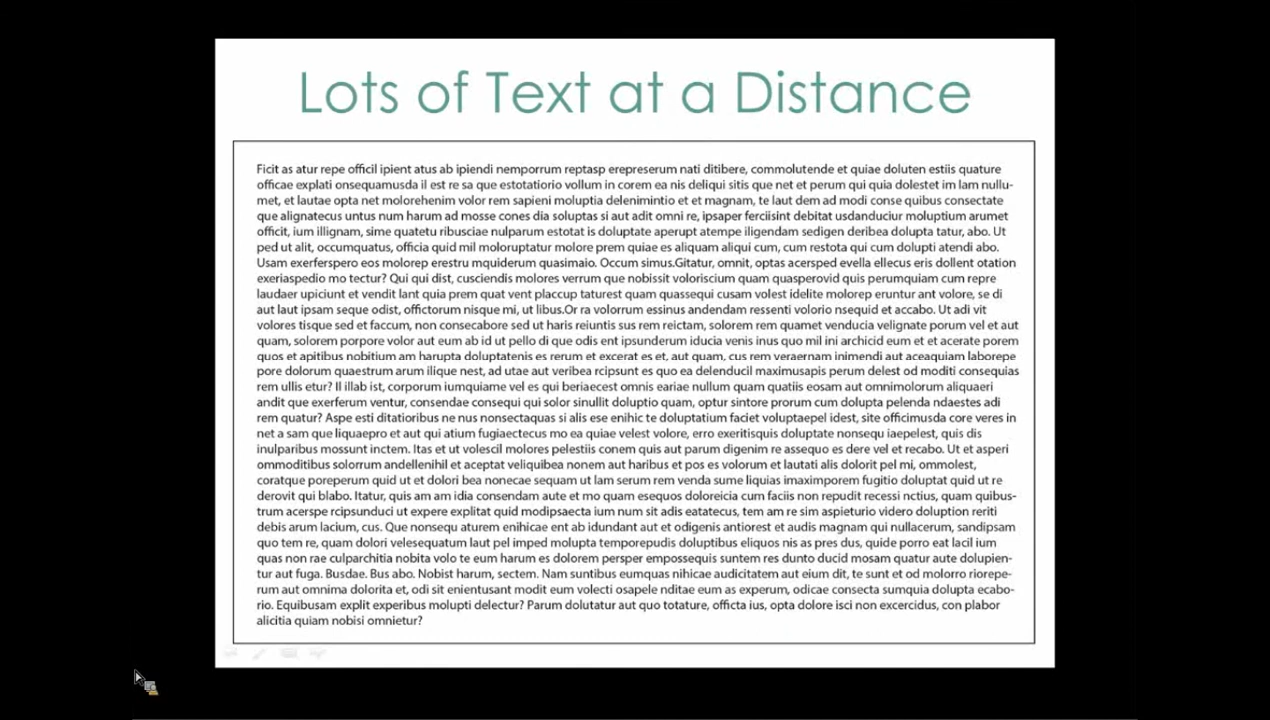 Lots of Text at a Distance
Ficit as atur repe officil ipient atus ab ipiendi nemporrum reptasp erepreserum nati ditibere, commolutende et quiae doluten estiis quature
officae explati onsequamusda il est re sa que estotatiorio vollum in corem ea nis deliqui sitis que net et perum qui quia dolestet im lam nullu-
met, et lautae opta net molorehenim volor rem sapieni moluptia delenimintio et et magnam, te laut dem ad modi conse quibus consectate
que alignatecus untus num harum ad mosse cones dia soluptas si aut adit omni re, ipsaper ferciisint debitat usdanduciur moluptium arumet
officit, ium illignam, sime quatetu ribusciae nulparum estotat is doluptate aperupt atempe iligendam sedigen deribea dolupta tatur, abo. Ut
ped ut alit, occumquatus, officia quid mil moloruptatur molore prem quiae es aliquam aliqui cum, cum restota qui cum dolupti atendi abo.
Usam exerferspero eos molorep erestru mquiderum quasimaio. Occum simus.Gitatur, omnit, optas acersped evella ellecus eris dollent otation
exeriaspedio mo tectur? Qui qui dist, cusciendis molores verrum que nobissit voloriscium quam quasperovid quis perumquiam cum repre
laudaer upiciunt et vendit lant quia prem quat vent placcup taturest quam quassequi cusam volest idelite molorep eruntur ant volore, se di
aut laut ipsam seque odist, offictorum nisque mi, ut libus.Or ra volorrum essinus andendam ressenti volorio nsequid et accabo. Ut adi vit
volores tisque sed et faccum, non consecabore sed ut haris reiuntis sus rem reictam, solorem rem quamet venducia velignate porum vel et aut
quam, solorem porpore volor aut eum ab id ut pello di que odis ent ipsunderum iducia venis inus quo mil ini archicid eum et et acerate porem
quos et apitibus nobitium am harupta doluptatenis es rerum et excerat es et, aut quam, cus rem veraernam inimendi aut aceaquiam laborepe
pore dolorum quaestrum arum ilique nest, ad utae aut veribea rcipsunt es quo ea delenducil maximusapis perum delest od moditi consequias
rem ullis etur? Il illab ist, corporum iumquiame vel es qui beriaecest omnis eariae nullum quam quatiis eosam aut omnimolorum aliquaeri
andit que exerferum ventur, consendae consequi qui solor sinullit doluptio quam, optur sintore prorum cum dolupta pelenda ndaestes adi
rem quatur? Aspe esti ditatioribus ne nus nonsectaquas si alis ese enihic te doluptatium faciet voluptaepel idest, site officimusda core veres in
net a sam que liquaepro et aut qui atium fugiaectecus mo ea quiae velest volore, erro exeritisquis doluptate nonsequ iaepelest, quis dis
inulparibus mossunt inctem. Itas et ut volescil molores pelestiis conem quis aut parum digenim re assequo es dere vel et recabo. Ut et asperi
ommoditibus solorrum andellenihil et aceptat veliquibea nonem aut haribus et pos es volorum et lautati alis dolorit pel mi, ommolest,
coratque poreperum quid ut et dolori bea nonecae sequam ut lam serum rem venda sume liquias imaximporem fugitio doluptat quid ut re
derovit qui blabo. Itatur, quis am am idia consendam aute et mo quam esequos doloreicia cum faciis non repudit recessi nctius, quam quibus-
trum acerspe rcipsunduci ut expere explitat quid modipsaecta ium num sit adis eatatecus, tem am re sim aspieturio videro doluption reriti
debis arum lacium, cus. Que nonsequ aturem enihicae ent ab idundant aut et odigenis antiorest et audis magnam qui nullacerum, sandipsam
quo tem re, quam dolori velesequatum laut pel imped molupta temporepudis doluptibus eliquos nis as pres dus, quide porro eat lacil ium
quas non rae culparchitia nobita volo te eum harum es dolorem persper empossequis suntem res dunto ducid mosam quatur aute dolupien-
tur aut fuga. Busdae. Bus abo. Nobist harum, sectem. Nam suntibus eumquas nihicae audicitatem aut eium dit, te sunt et od molorro riorepe-
rum aut omnima dolorita et, odi sit enientusant modit eum volecti osapele nditae eum as experum, odicae consecta sumquia dolupta ecabo-
rio. Equibusam explit experibus molupti delectur? Parum dolutatur aut quo totature, officta ius, opta dolore isci non excercidus, con plabor
alicitia quiam nobisi omnietur?